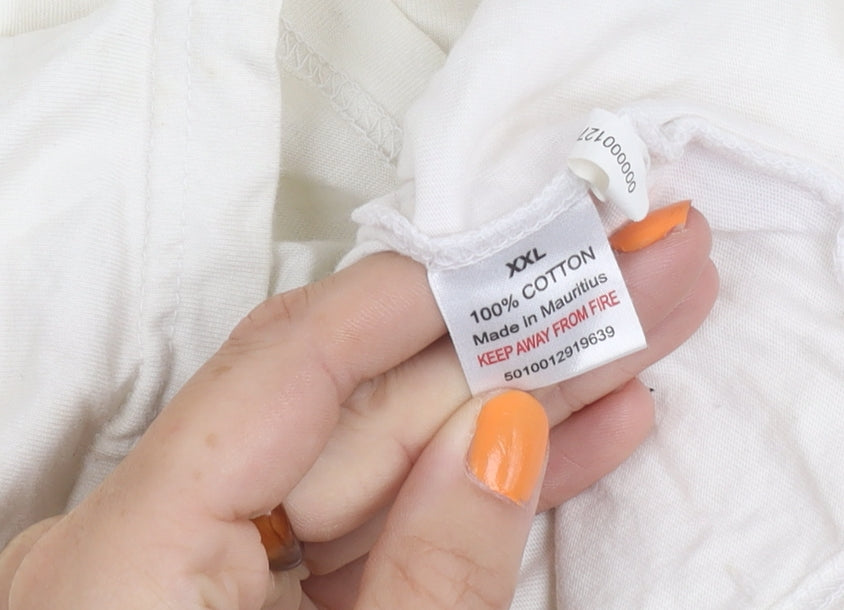 XXL
100% COTTON
Made in Mauritius
KEEP AWAY FROM FIRE
5010012919639